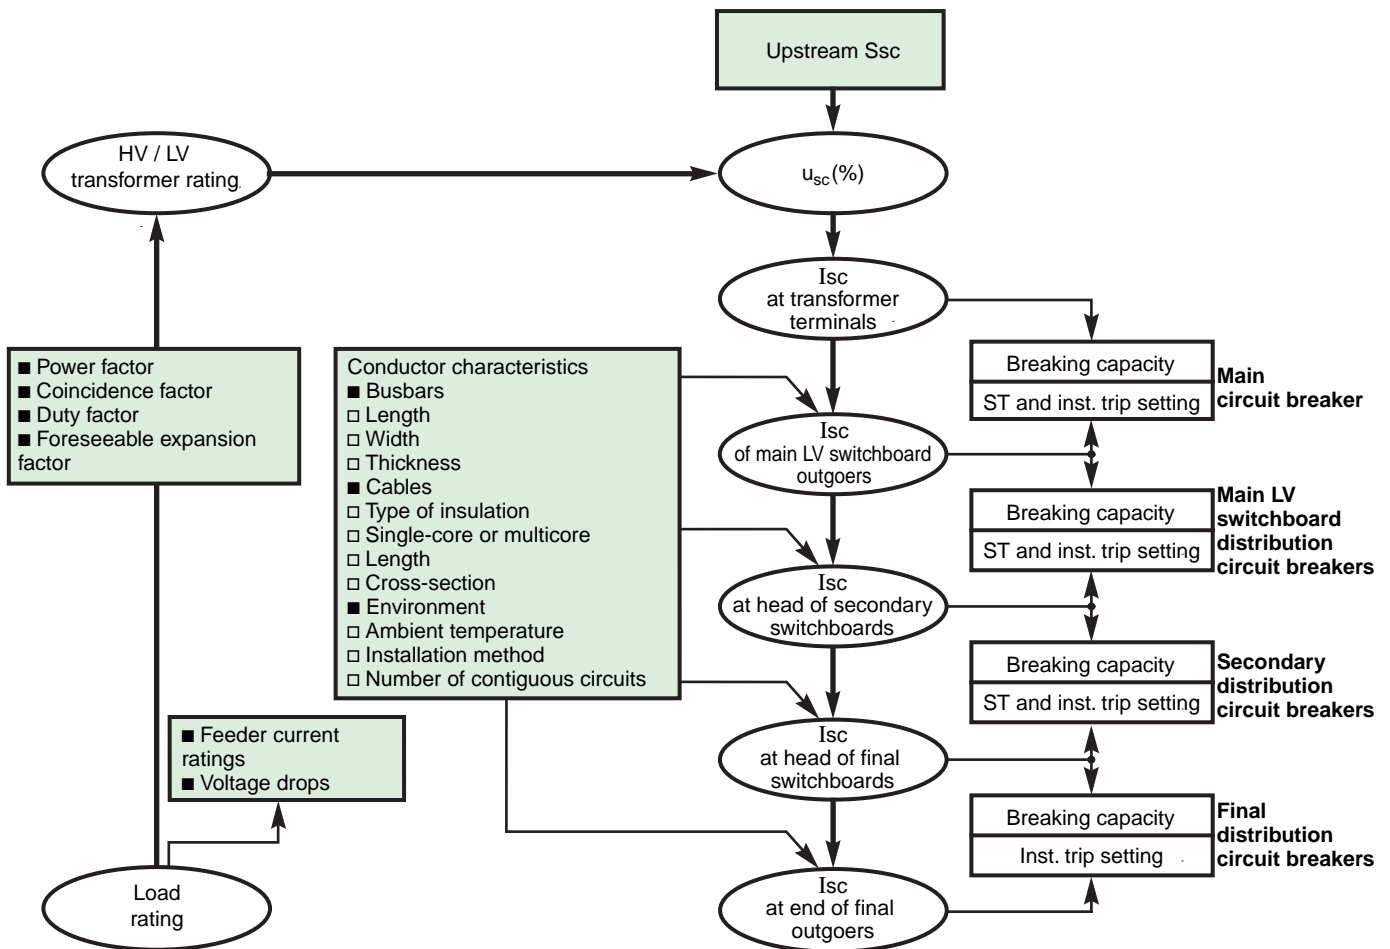 Upstream Ssc
HV / LV
transformer rating
usc(%)
Isc
at transformer
terminals
■ Power factor
■ Coincidence factor
■ Duty factor
■ Foreseeable expansion
factor
Conductor characteristics
■ Busbars
□ Length
□ Width
□ Thickness
■ Cables
□ Type of insulation
□ Single-core or multicore
□ Length
□ Cross-section
■ Environment
□ Ambient temperature
□ Installation method
□ Number of contiguous circuits
Breaking capacity
ST and inst. trip setting
Main
circuit breaker
Isc
of main LV switchboard
outgoers
Breaking capacity
ST and inst. trip setting
Main LV
switchboard
distribution
circuit breakers
Isc
at head of secondary
switchboards
Breaking capacity
ST and inst. trip setting
Secondary
distribution
circuit breakers
■ Feeder current
ratings
■ Voltage drops
Isc
at head of final
switchboards
Breaking capacity
Inst. trip setting
Final
distribution
circuit breakers
Load
rating
Isc
at end of final
outgoers